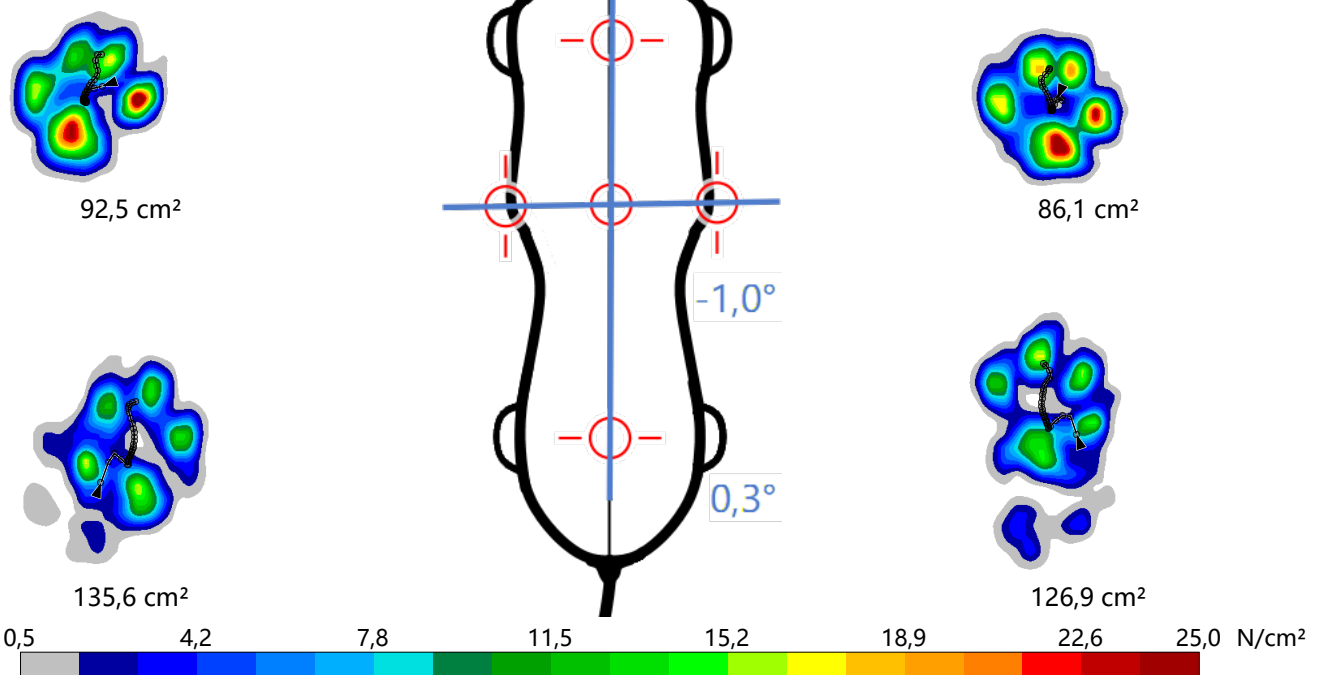 92,5 cm²
86,1 cm²
-1,0°
0,3°
135,6 cm²
126,9 cm²
0,5 4,2 7,8 11,5 15,2 18,9 22,6 25,0 N/cm²